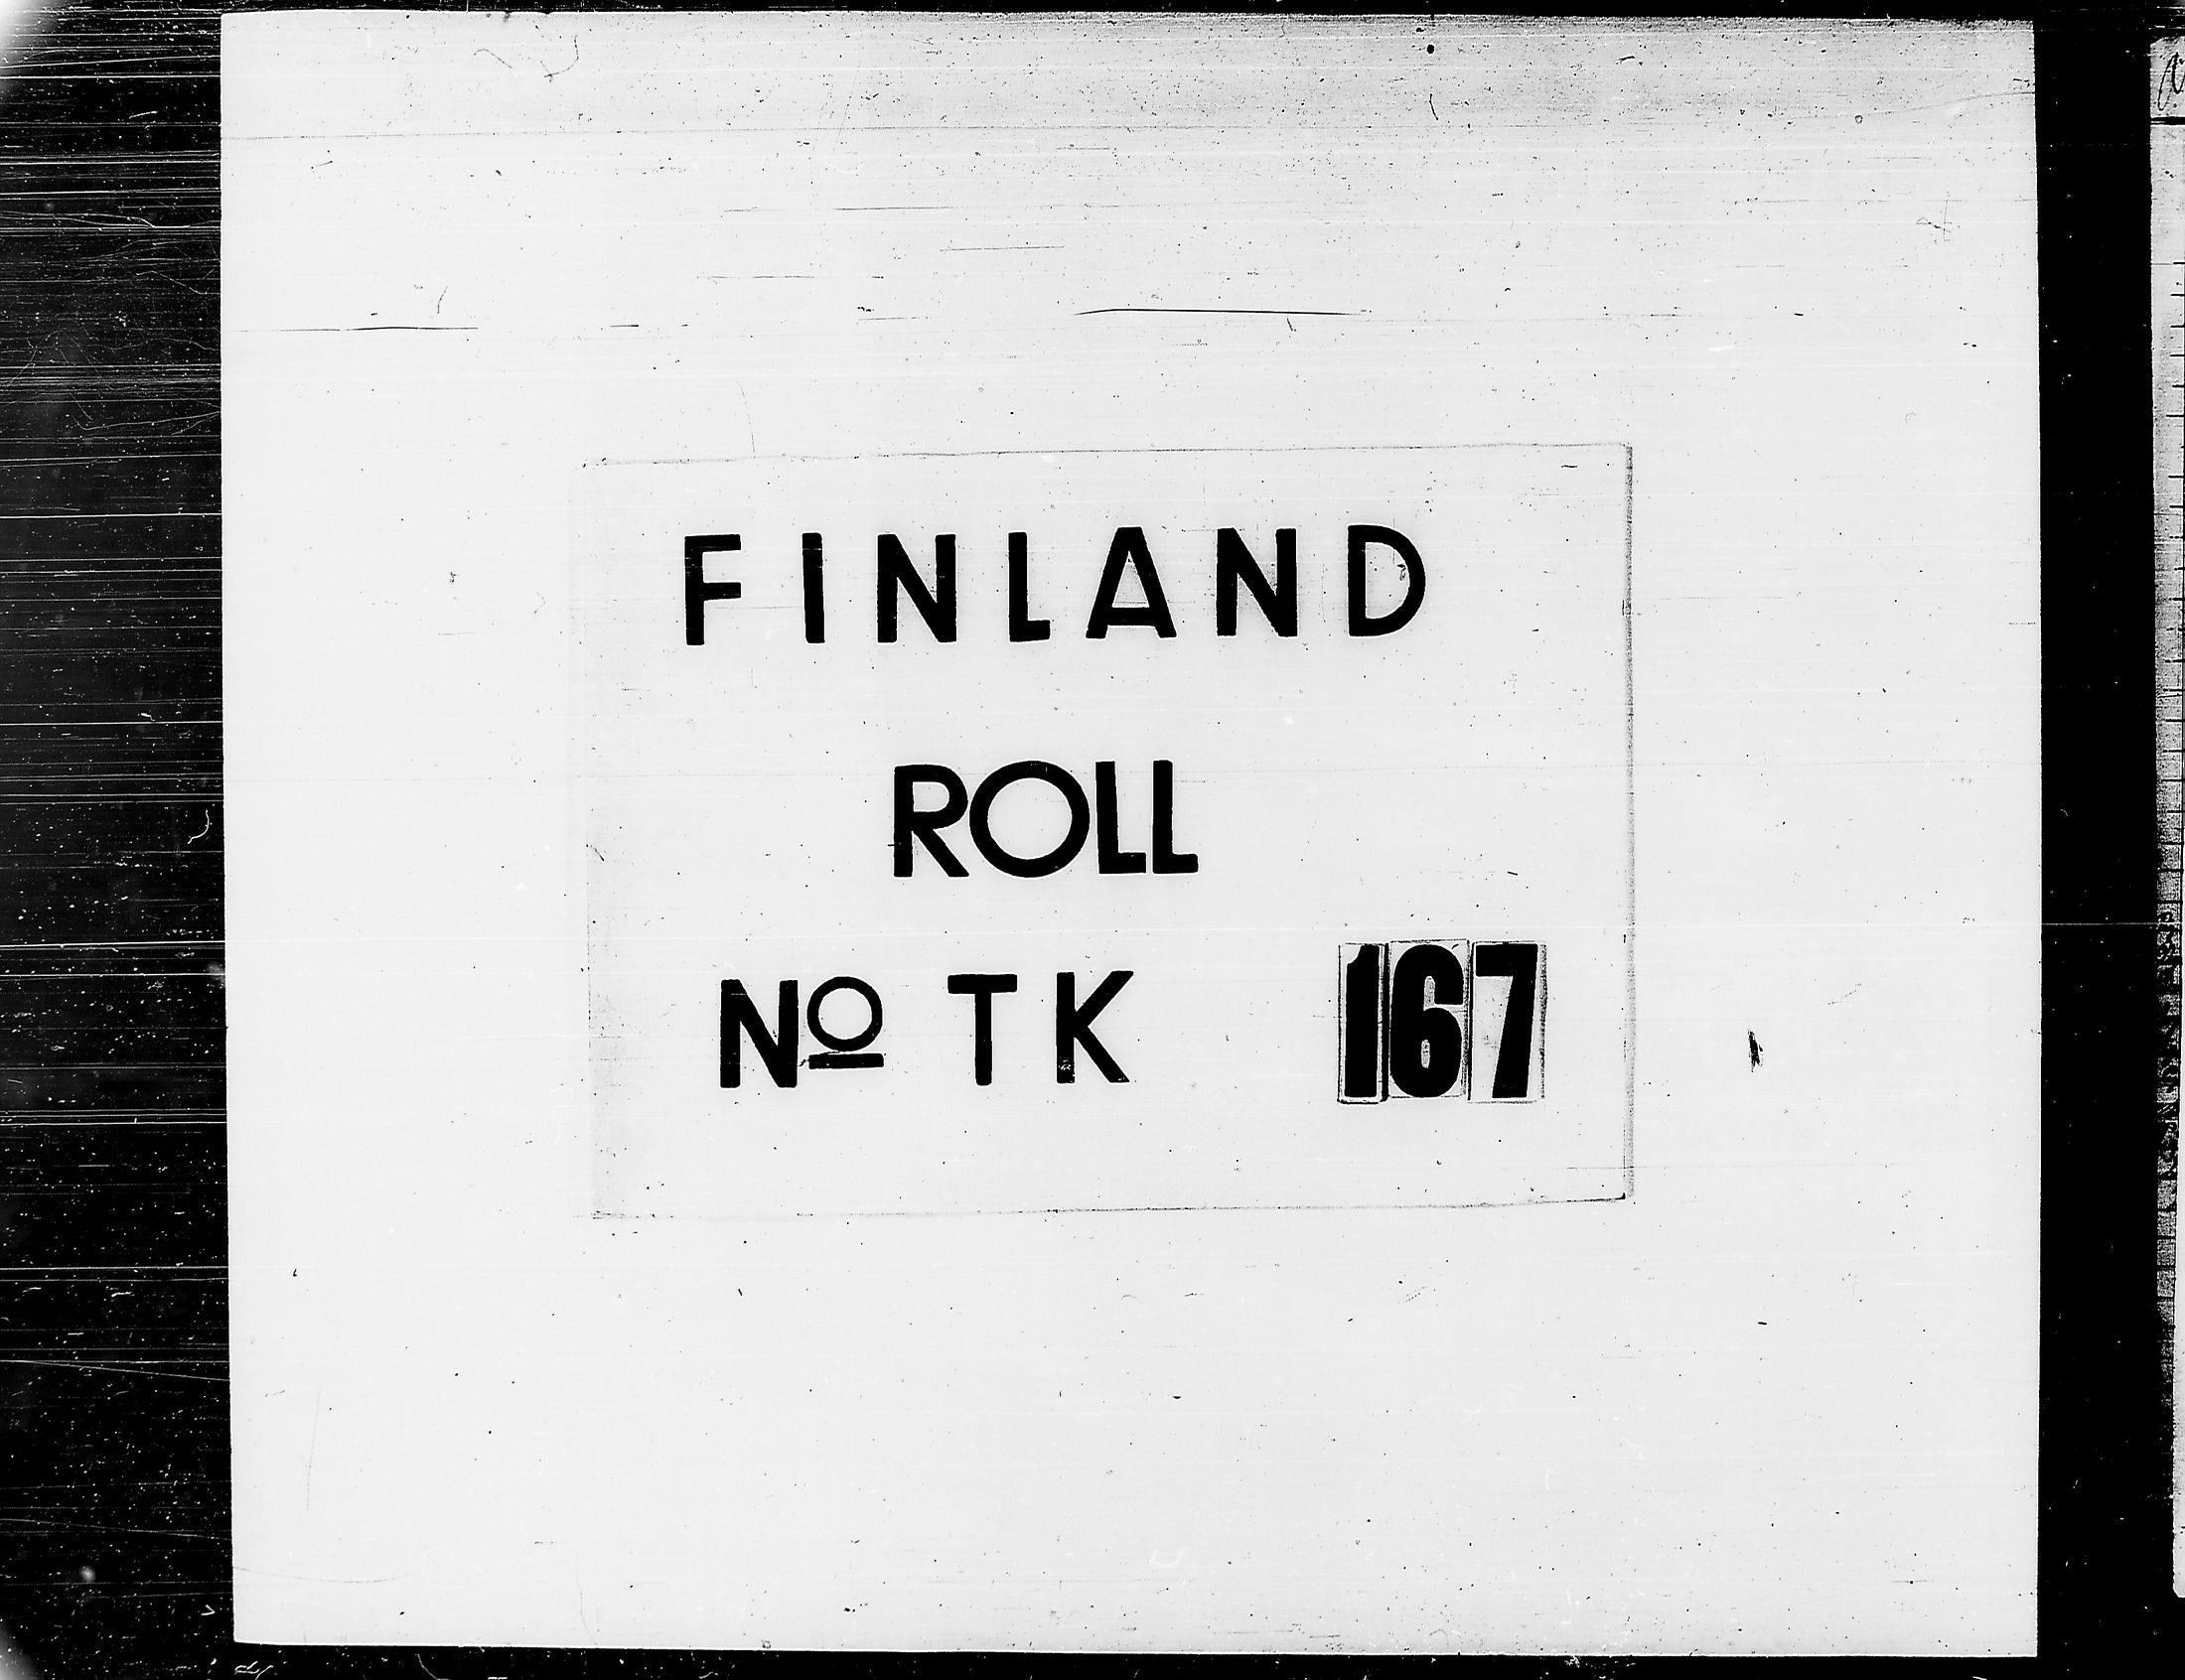 FINLAND
ROLL
Nº TK 167